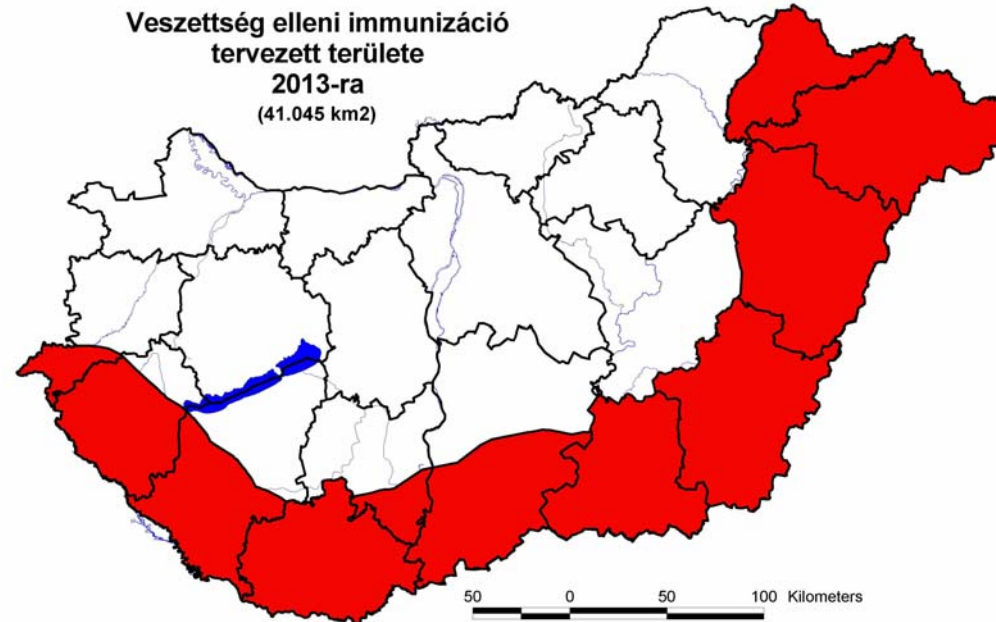 Veszettség elleni immunizáció
tervezett területe
2013-ra
(41.045 km2)
50 0 50 100 Kilometers